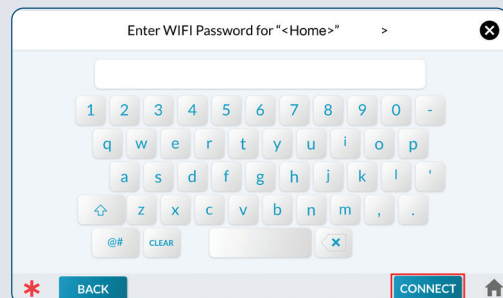 Enter WIFI Password for “<Home>” >
1 2 3 4 5 6 7 8 9 0 -
q w e r t y u i o p
a s d f g h j k l '
z x c v b n m , .
@# CLEAR
BACK CONNECT